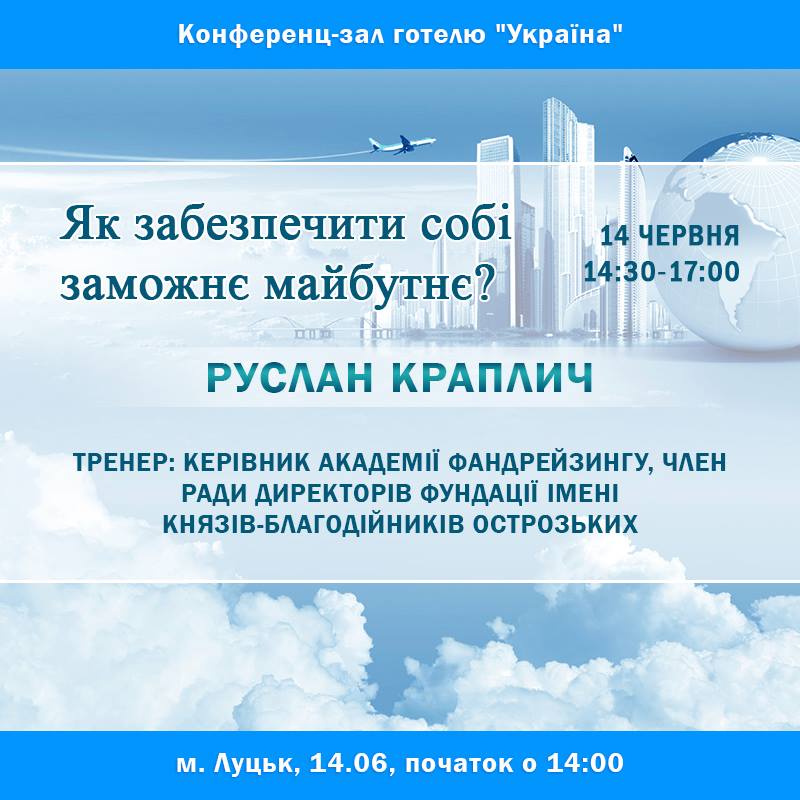 Конференц-зал готелю "Україна"
Як забезпечити собі
заможнє майбутнє?
14 ЧЕРВНЯ
14:30-17:00
РУСЛАН КРАПЛИЧ
ТРЕНЕР: КЕРІВНИК АКАДЕМІЇ ФАНДРЕЙЗИНГУ, ЧЛЕН
РАДИ ДИРЕКТОРІВ ФУНДАЦІЇ ІМЕНІ
КНЯЗІВ-БЛАГОДІЙНИКІВ ОСТРОЗЬКИХ
м. Луцьк, 14.06, початок о 14:00